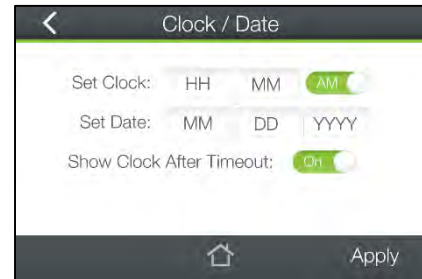 Clock / Date
Set Clock: HH MM AM
Set Date: MM DD YYYY
Show Clock After Timeout: On
Apply